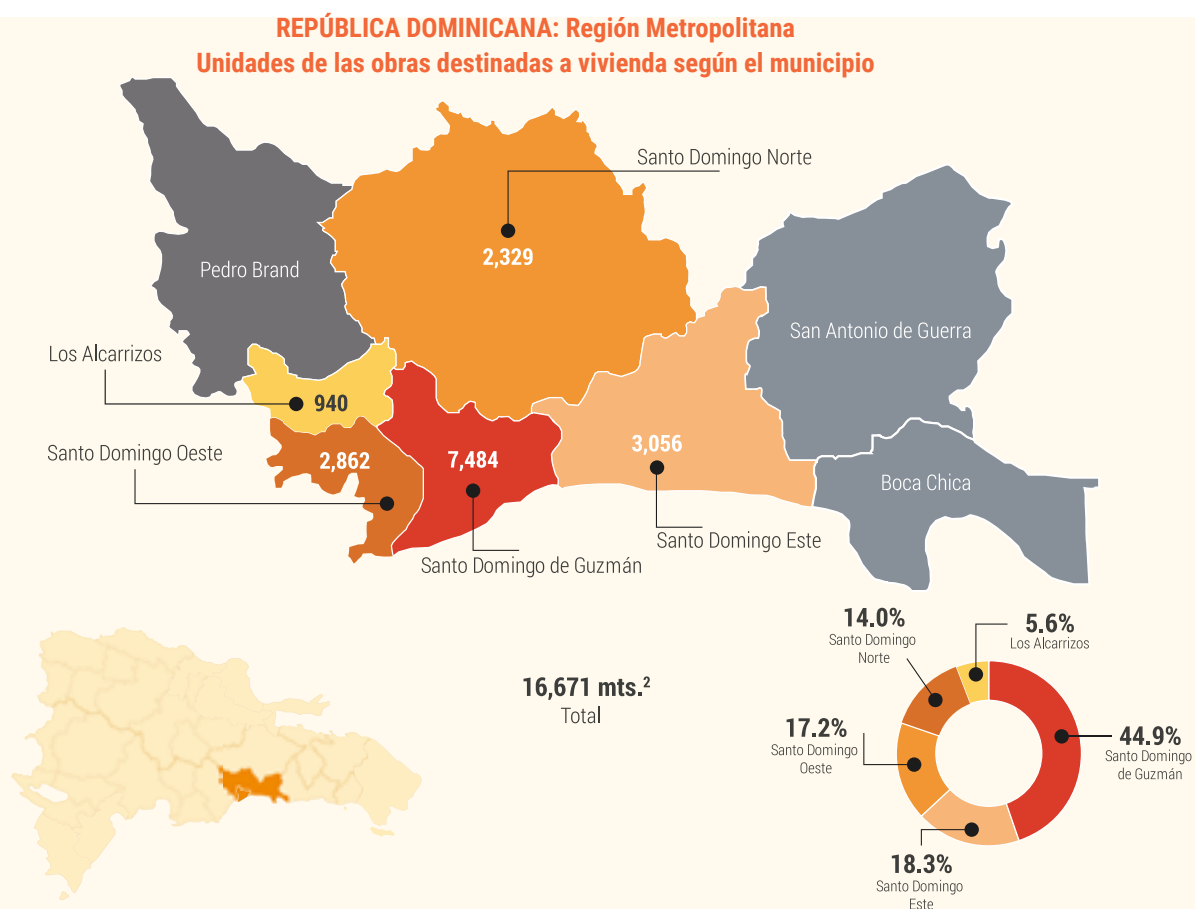 REPÚBLICA DOMINICANA: Región Metropolitana
Unidades de las obras destinadas a vivienda según el municipio
Santo Domingo Norte
2,329
Pedro Brand
San Antonio de Guerra
Los Alcarrizos
940
Santo Domingo Oeste
2,862
7,484
3,056
Boca Chica
Santo Domingo Este
Santo Domingo de Guzmán
16,671 mts.²
Total
14.0%
Santo Domingo
Norte
5.6%
Los Alcarrizos
17.2%
Santo Domingo
Oeste
44.9%
Santo Domingo
de Guzmán
18.3%
Santo Domingo
Este